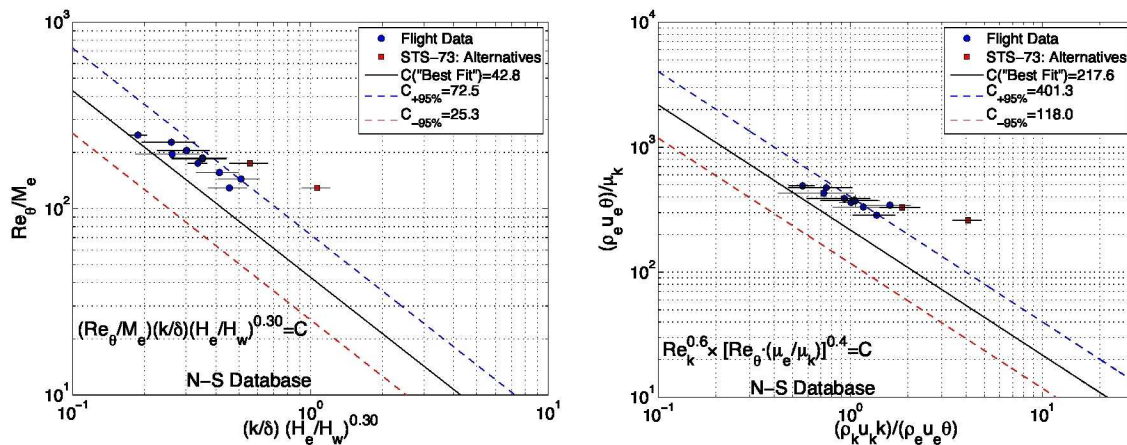 10^3
10^2
10^1
10^-1
10^0
10^1
Re_θ/M_e
(k/δ) (H_e/H_w)^0.30
Flight Data
STS−73: Alternatives
C("Best Fit")=42.8
C_+95%=72.5
C_−95%=25.3
(Re_θ/M_e)(k/δ)(H_e/H_w)^0.30=C
N−S Database
10^4
10^3
10^2
10^1
10^-1
10^0
10^1
(ρ_e u_e θ)/μ_k
(ρ_k u_k k)/(ρ_e u_e θ)
Flight Data
STS−73: Alternatives
C("Best Fit")=217.6
C_+95%=401.3
C_−95%=118.0
Re_k^0.6 × [Re_θ·(μ_e/μ_k)]^0.4=C
N−S Database